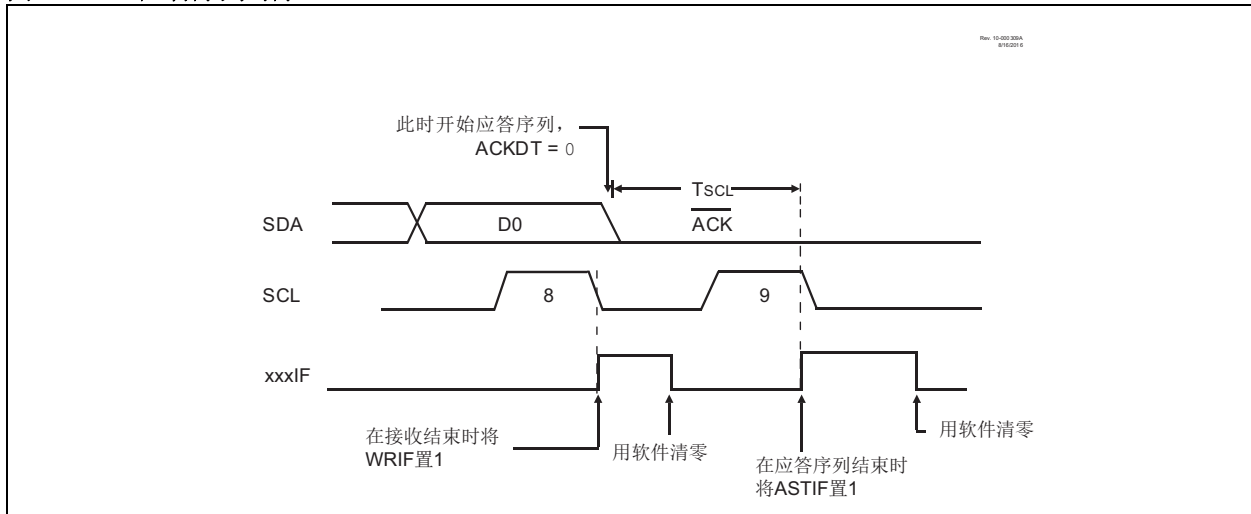 Rev. 10-000309A
8/16/2016
此时开始应答序列，
ACKDT = 0
TSCL
SDA
D0
ACK
SCL
8
9
xxxIF
在接收结束时将
WRIF置1
用软件清零
在应答序列结束时
将ASTIF置1
用软件清零